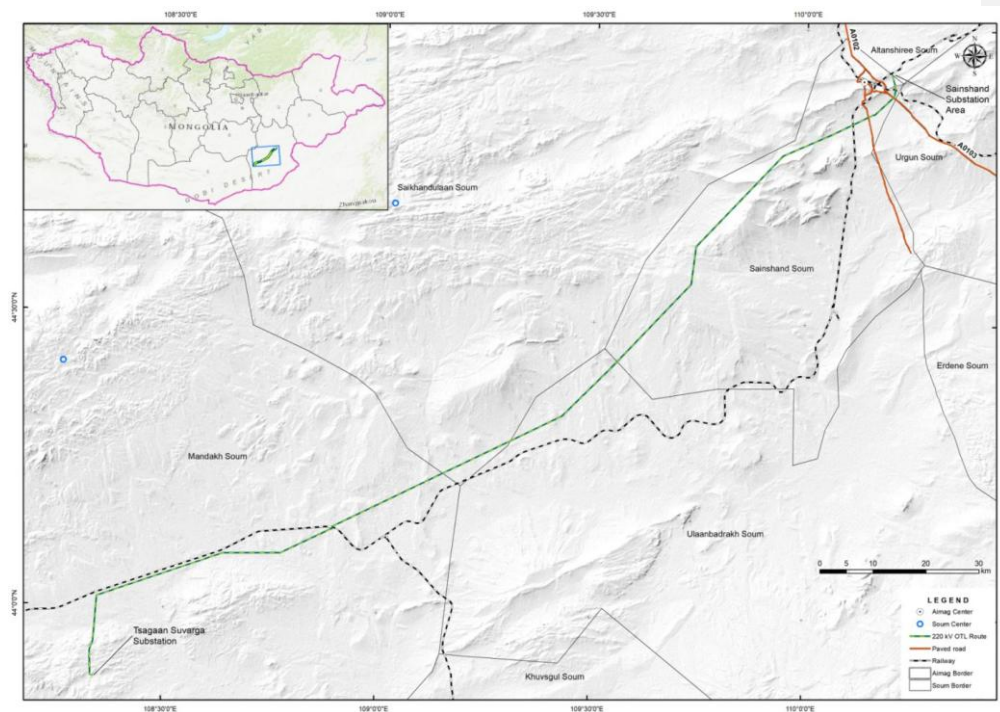 108°30'0"E
109°0'0"E
109°30'0"E
110°0'0"E
MONGOLIA
GOBI DESERT
A0102
Altanshiree Soum
N
W
E
S
Sainshand
Substation
Area
A0103
Urgun Soum
Saikhandulaan Soum
Sainshand Soum
44°30'0"N
Erdene Soum
Mandakh Soum
Ulaanbadrakh Soum
0 5 10 20 30
km
LEGEND
Aimag Center
Soum Center
220 kV OTL Route
Paved road
Railway
Aimag Border
Soum Border
44°0'0"N
Tsagaan Suvarga
Substation
Khuvsgul Soum
108°30'0"E
109°0'0"E
109°30'0"E
110°0'0"E